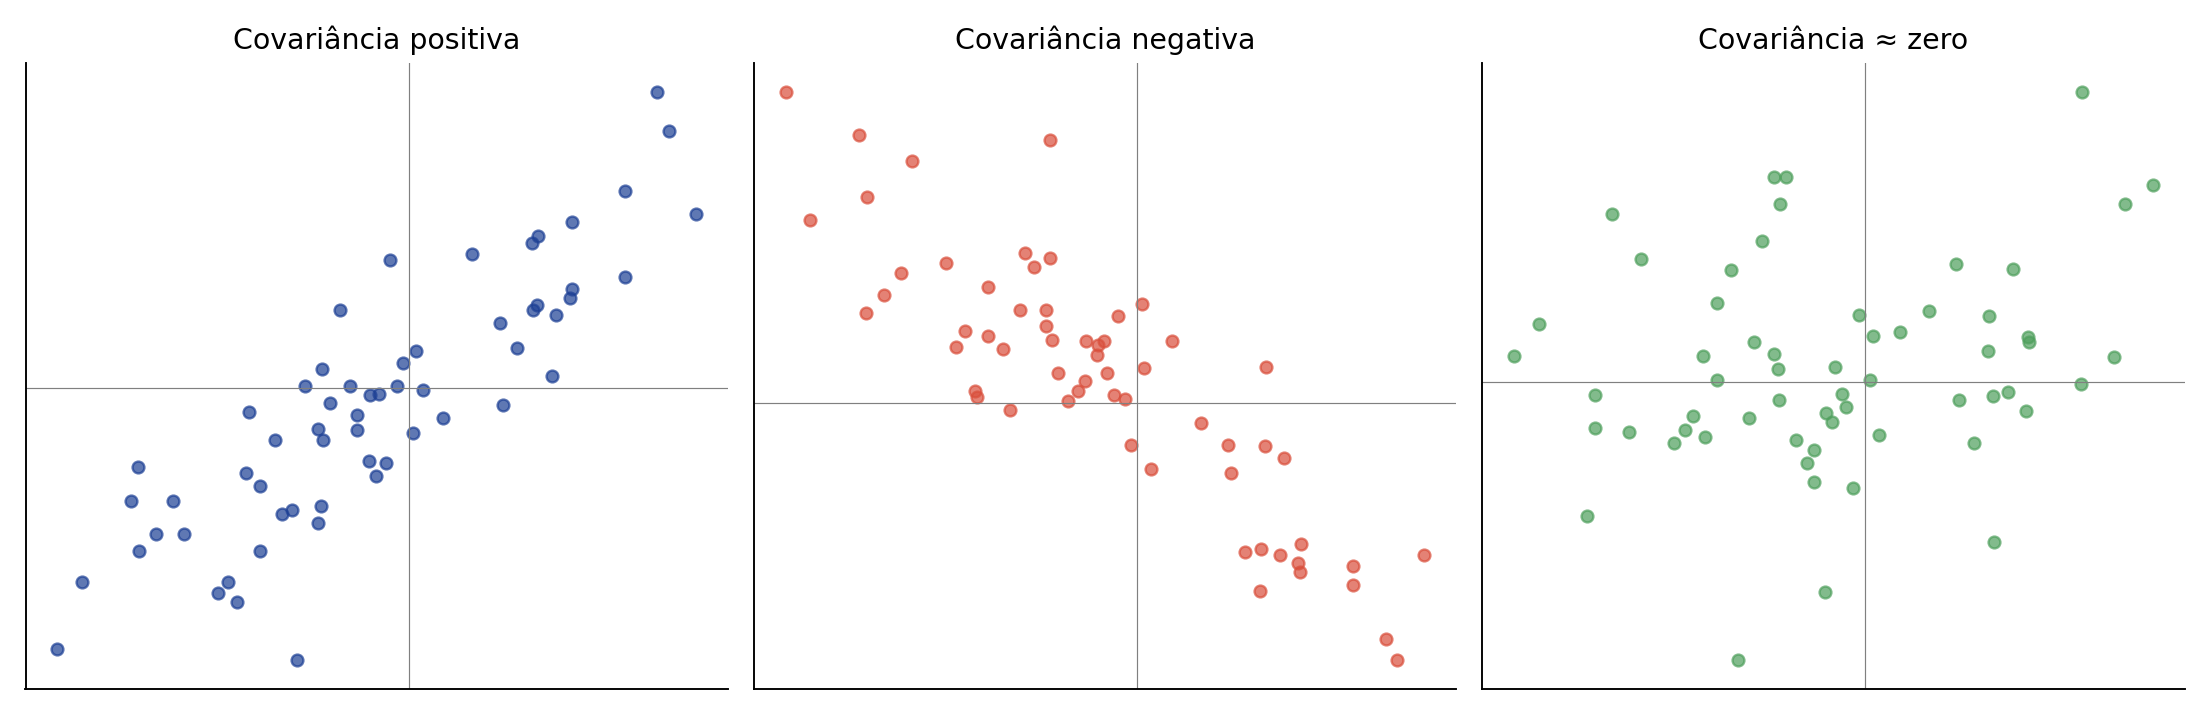 Covariância positiva
Covariância negativa
Covariância ≈ zero